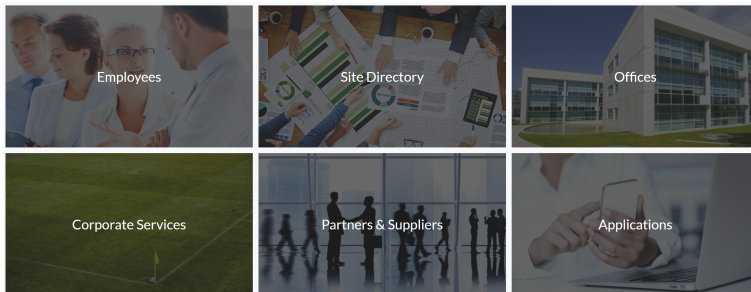 Employees
Site Directory
Offices
Corporate Services
Partners & Suppliers
Applications